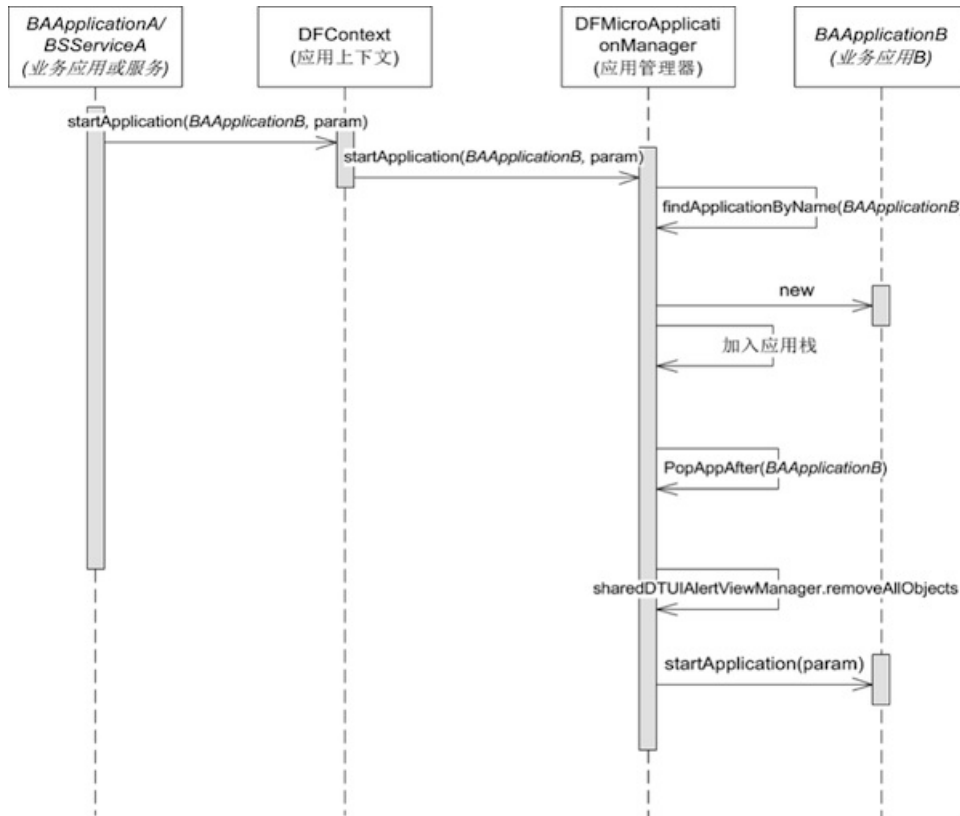 BAApplicationA/
BSServiceA
(业务应用或服务)
DFContext
(应用上下文)
DFMicroApplicati
onManager
(应用管理器)
BAApplicationB
(业务应用B)
startApplication(BAApplicationB, param)
startApplication(BAApplicationB, param)
findApplicationByName(BAApplicationB)
new
加入应用栈
PopAppAfter(BAApplicationB)
sharedDTUIAlertViewManager.removeAllObjects
startApplication(param)